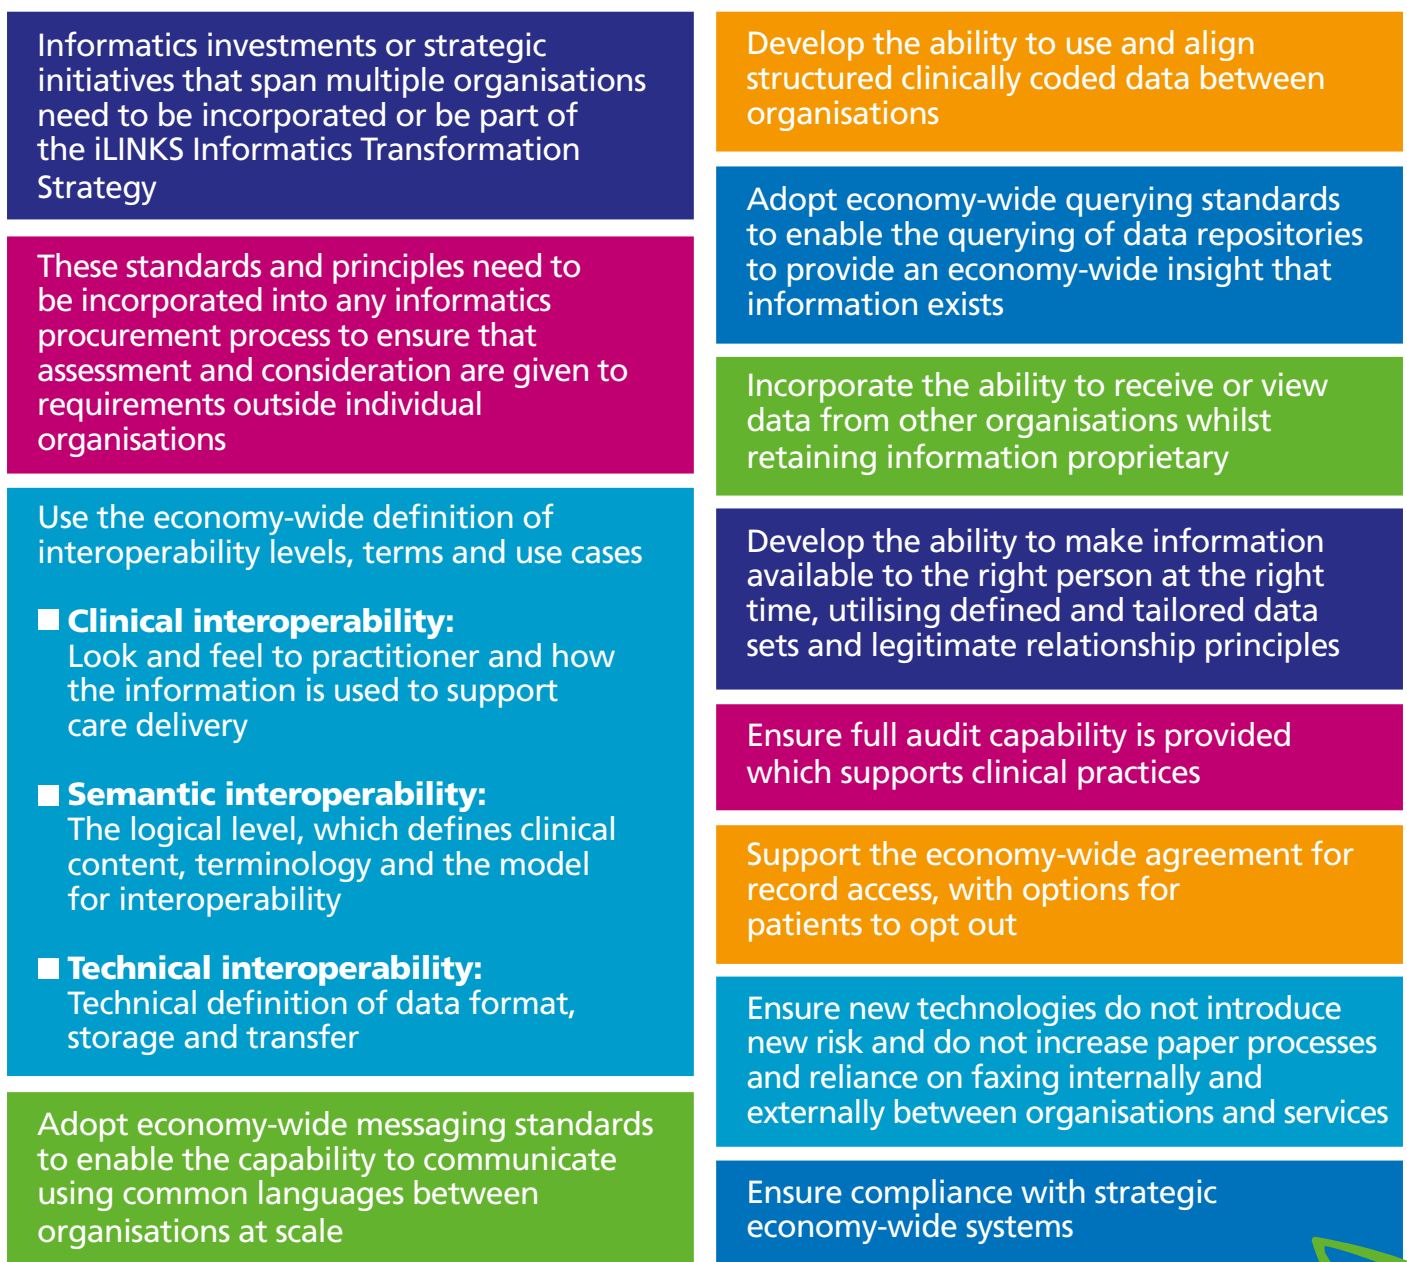 Informatics investments or strategic
initiatives that span multiple organisations
need to be incorporated or be part of
the iLINKS Informatics Transformation
Strategy
These standards and principles need to
be incorporated into any informatics
procurement process to ensure that
assessment and consideration are given to
requirements outside individual
organisations
Use the economy-wide definition of
interoperability levels, terms and use cases
Clinical interoperability:
Look and feel to practitioner and how
the information is used to support
care delivery
Semantic interoperability:
The logical level, which defines clinical
content, terminology and the model
for interoperability
Technical interoperability:
Technical definition of data format,
storage and transfer
Adopt economy-wide messaging standards
to enable the capability to communicate
using common languages between
organisations at scale
Develop the ability to use and align
structured clinically coded data between
organisations
Adopt economy-wide querying standards
to enable the querying of data repositories
to provide an economy-wide insight that
information exists
Incorporate the ability to receive or view
data from other organisations whilst
retaining information proprietary
Develop the ability to make information
available to the right person at the right
time, utilising defined and tailored data
sets and legitimate relationship principles
Ensure full audit capability is provided
which supports clinical practices
Support the economy-wide agreement for
record access, with options for
patients to opt out
Ensure new technologies do not introduce
new risk and do not increase paper processes
and reliance on faxing internally and
externally between organisations and services
Ensure compliance with strategic
economy-wide systems